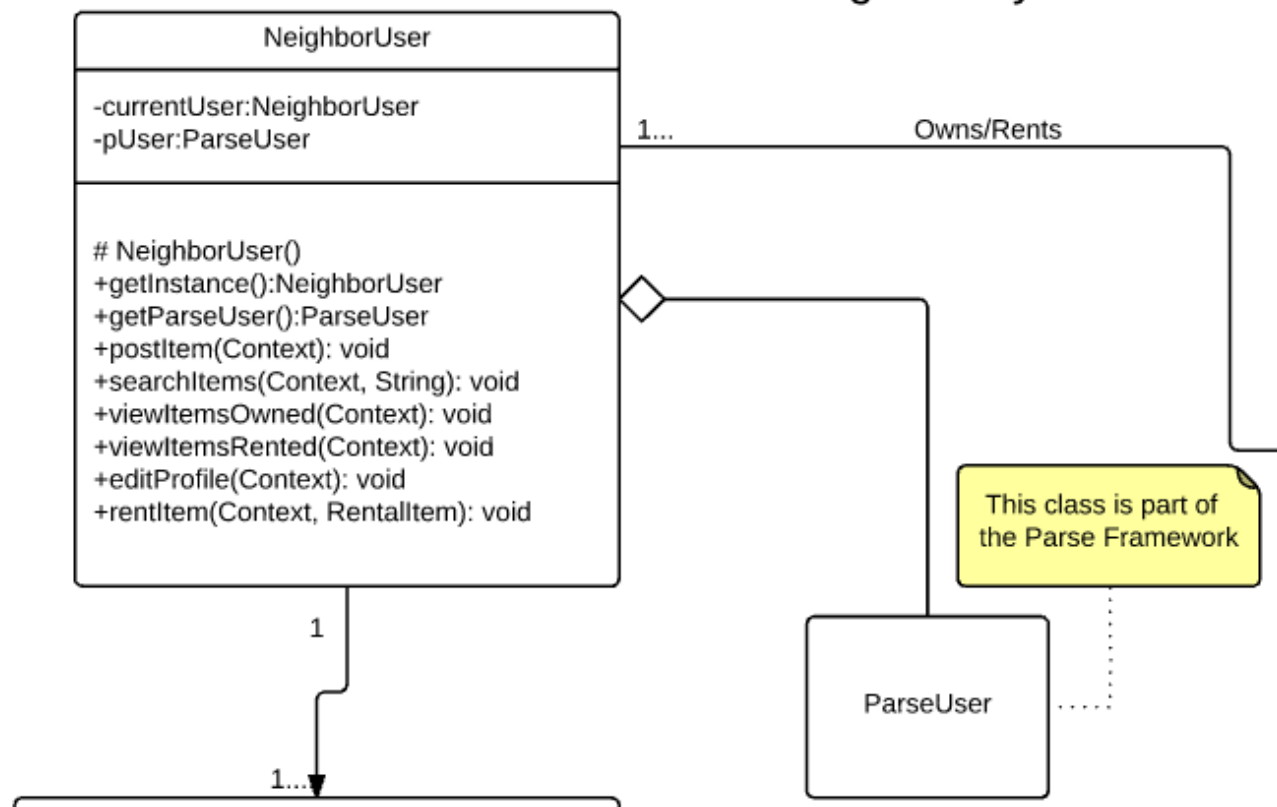 NeighborUser
-currentUser:NeighborUser
-pUser:ParseUser
# NeighborUser()
+getInstance():NeighborUser
+getParseUser():ParseUser
+postItem(Context): void
+searchItems(Context, String): void
+viewItemsOwned(Context): void
+viewItemsRented(Context): void
+editProfile(Context): void
+rentItem(Context, RentalItem): void
1...
Owns/Rents
This class is part of
the Parse Framework
ParseUser
1
1...